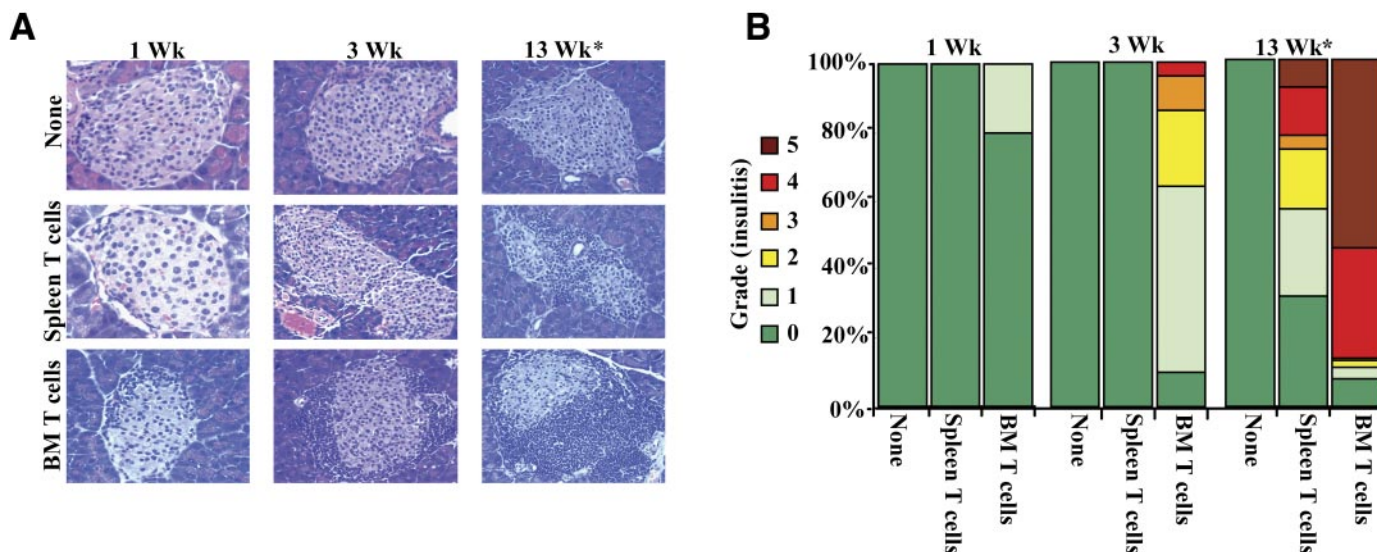 A
1 Wk
3 Wk
13 Wk*
None
Spleen T cells
BM T cells
B
1 Wk
3 Wk
13 Wk*
Grade (insulitis)
5
4
3
2
1
0
100%
80%
60%
40%
20%
0%
None
Spleen T cells
BM T cells
None
Spleen T cells
BM T cells
None
Spleen T cells
BM T cells